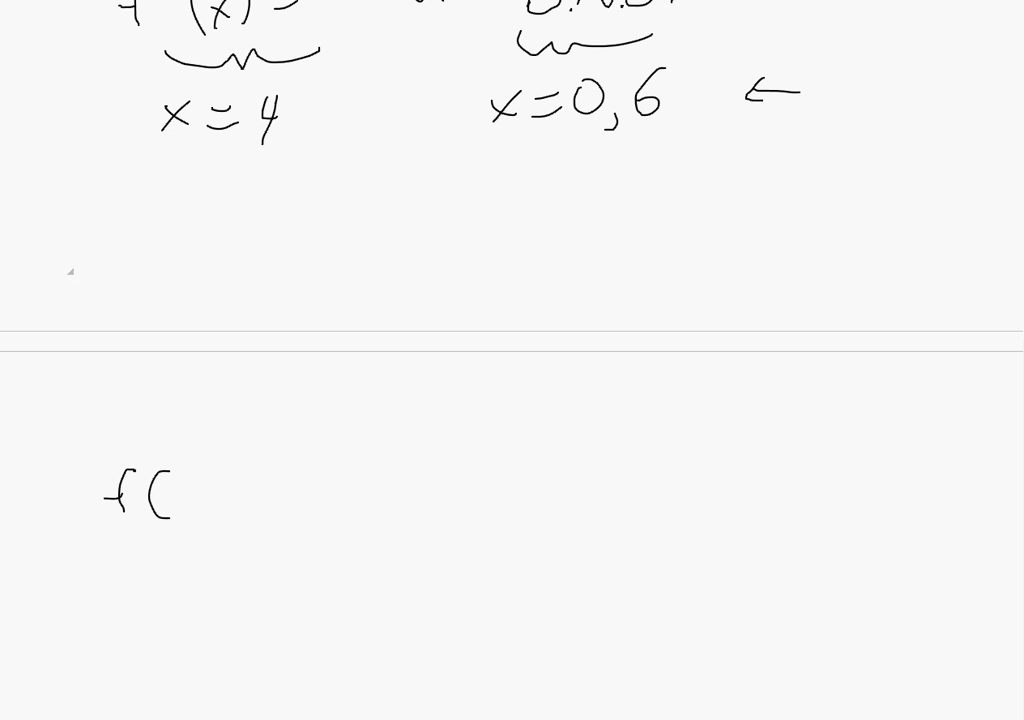 x=4 x=0,6 ←
f(